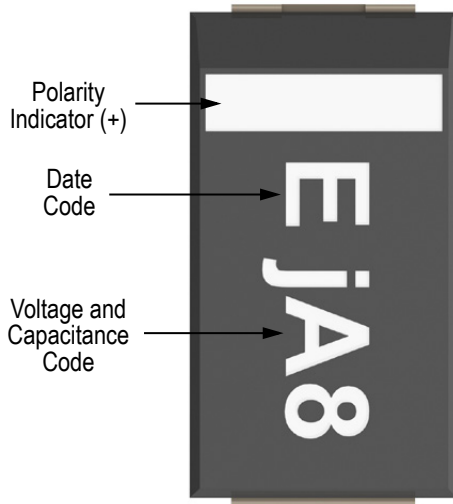 Polarity
Indicator (+)
Date
Code
Voltage and
Capacitance
Code
E jA8